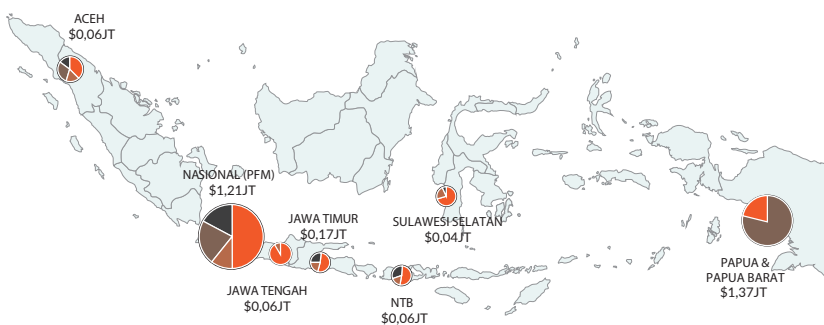 ACEH
$0,06JT
NASIONAL (PFM)
$1,21JT
JAWA TIMUR
$0,17JT
SULAWESI SELATAN
$0,04JT
JAWA TENGAH
$0,06JT
NTB
$0,06JT
PAPUA &
PAPUA BARAT
$1,37JT